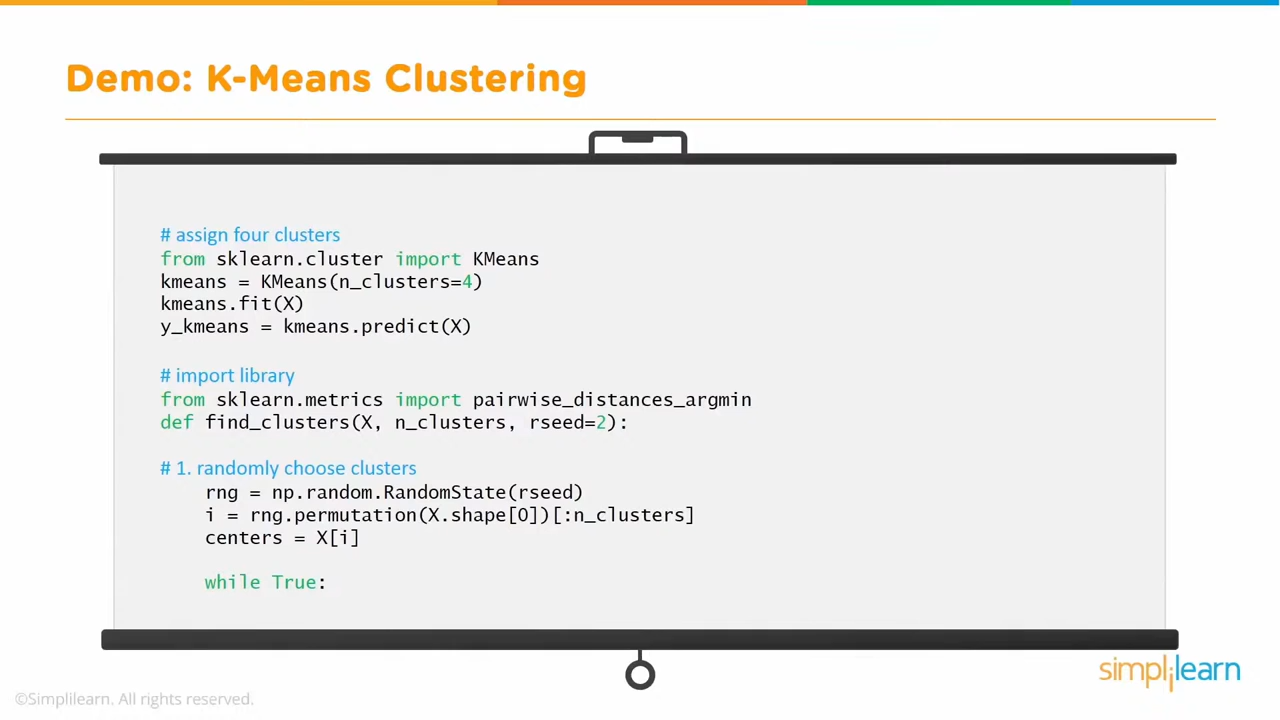 Demo: K-Means Clustering
# assign four clusters
from sklearn.cluster import KMeans
kmeans = KMeans(n_clusters=4)
kmeans.fit(X)
y_kmeans = kmeans.predict(X)
# import library
from sklearn.metrics import pairwise_distances_argmin
def find_clusters(X, n_clusters, rseed=2):
# 1. randomly choose clusters
rng = np.random.RandomState(rseed)
i = rng.permutation(X.shape[0])[:n_clusters]
centers = X[i]
while True:
simplilearn
©Simplilearn. All rights reserved.